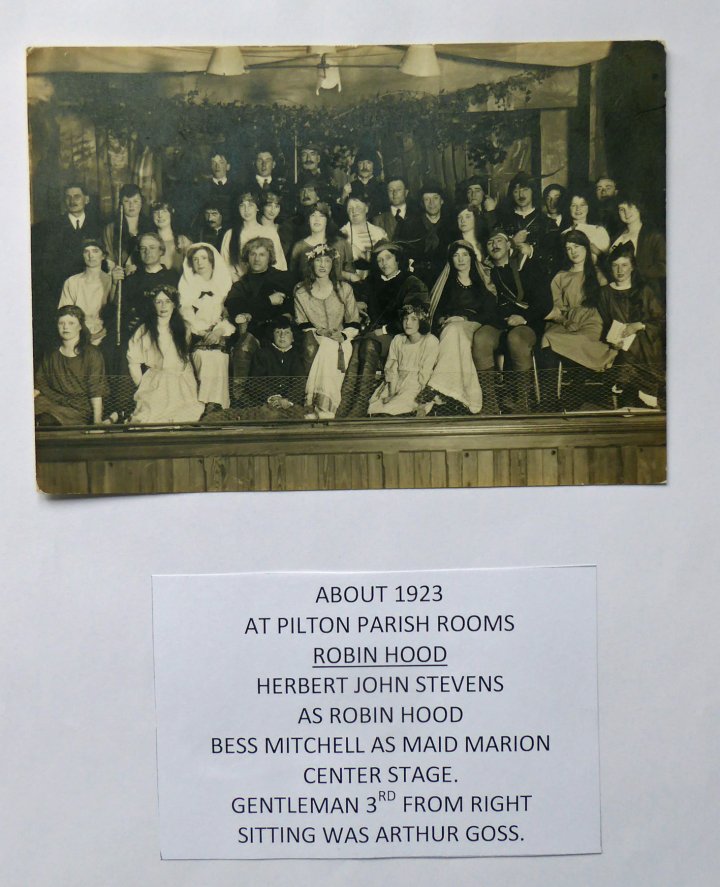 ABOUT 1923
AT PILTON PARISH ROOMS
ROBIN HOOD
HERBERT JOHN STEVENS
AS ROBIN HOOD
BESS MITCHELL AS MAID MARION
CENTER STAGE.
GENTLEMAN 3RD FROM RIGHT
SITTING WAS ARTHUR GOSS.